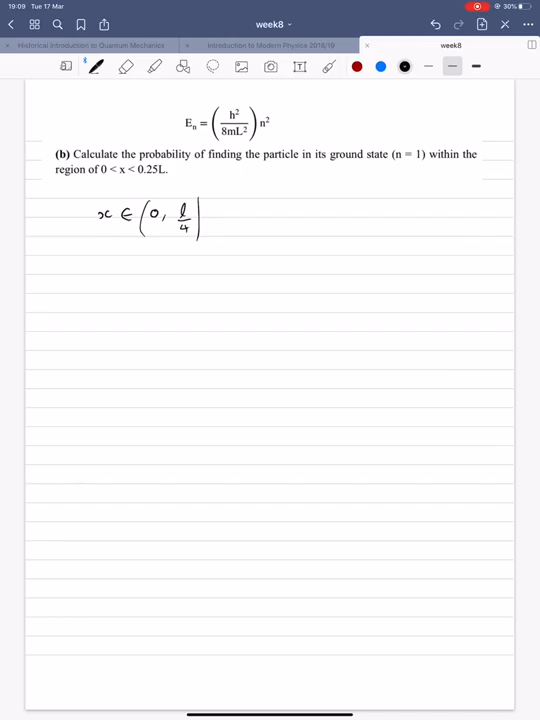 19:09 Tue 17 Mar
30%
week8
Historical Introduction to Quantum Mechanics
Introduction to Modern Physics 2018/19
week8
Eₙ = (h²/8mL²) n²
(b) Calculate the probability of finding the particle in its ground state (n = 1) within the
region of 0 < x < 0.25L.
x ∈ (0, l/4|